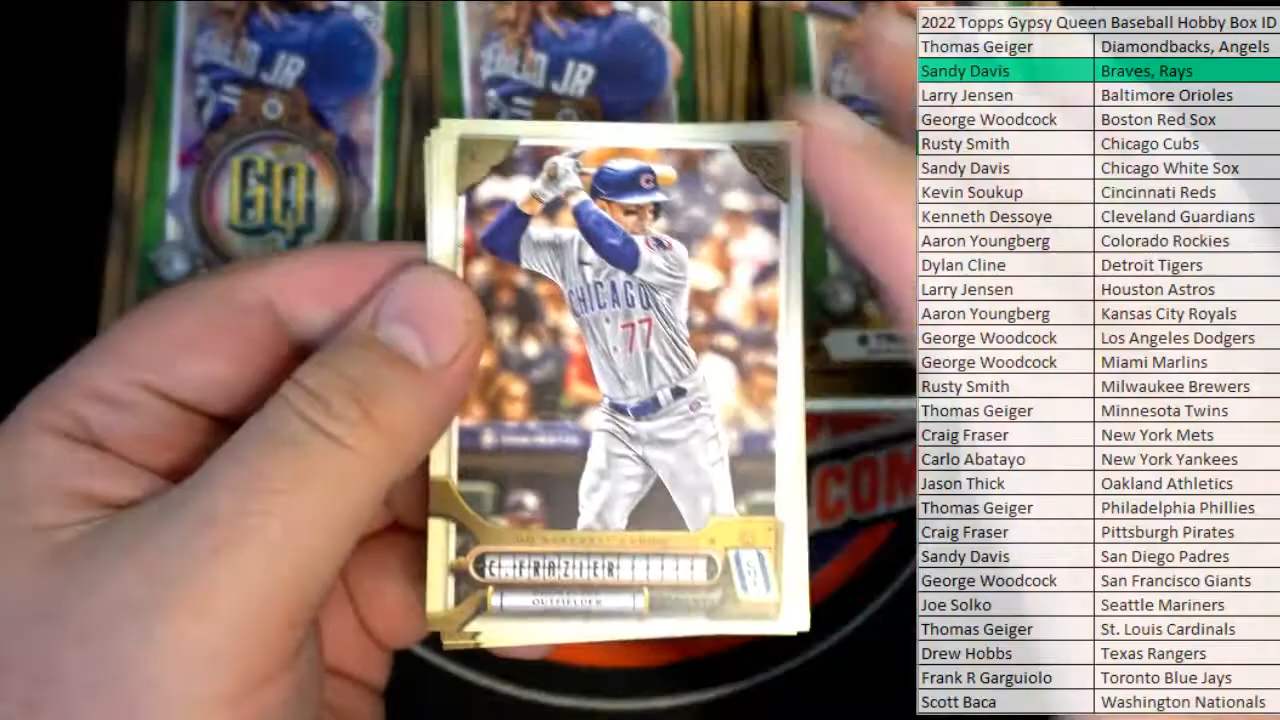 JR
JR
GQ
C
CHICAGO
77
C. FRAZIER
OUTFIELDER
COM
2022 Topps Gypsy Queen Baseball Hobby Box ID
Thomas Geiger Diamondbacks, Angels
Sandy Davis Braves, Rays
Larry Jensen Baltimore Orioles
George Woodcock Boston Red Sox
Rusty Smith Chicago Cubs
Sandy Davis Chicago White Sox
Kevin Soukup Cincinnati Reds
Kenneth Dessoye Cleveland Guardians
Aaron Youngberg Colorado Rockies
Dylan Cline Detroit Tigers
Larry Jensen Houston Astros
Aaron Youngberg Kansas City Royals
George Woodcock Los Angeles Dodgers
George Woodcock Miami Marlins
Rusty Smith Milwaukee Brewers
Thomas Geiger Minnesota Twins
Craig Fraser New York Mets
Carlo Abatayo New York Yankees
Jason Thick Oakland Athletics
Thomas Geiger Philadelphia Phillies
Craig Fraser Pittsburgh Pirates
Sandy Davis San Diego Padres
George Woodcock San Francisco Giants
Joe Solko Seattle Mariners
Thomas Geiger St. Louis Cardinals
Drew Hobbs Texas Rangers
Frank R Garguiolo Toronto Blue Jays
Scott Baca Washington Nationals